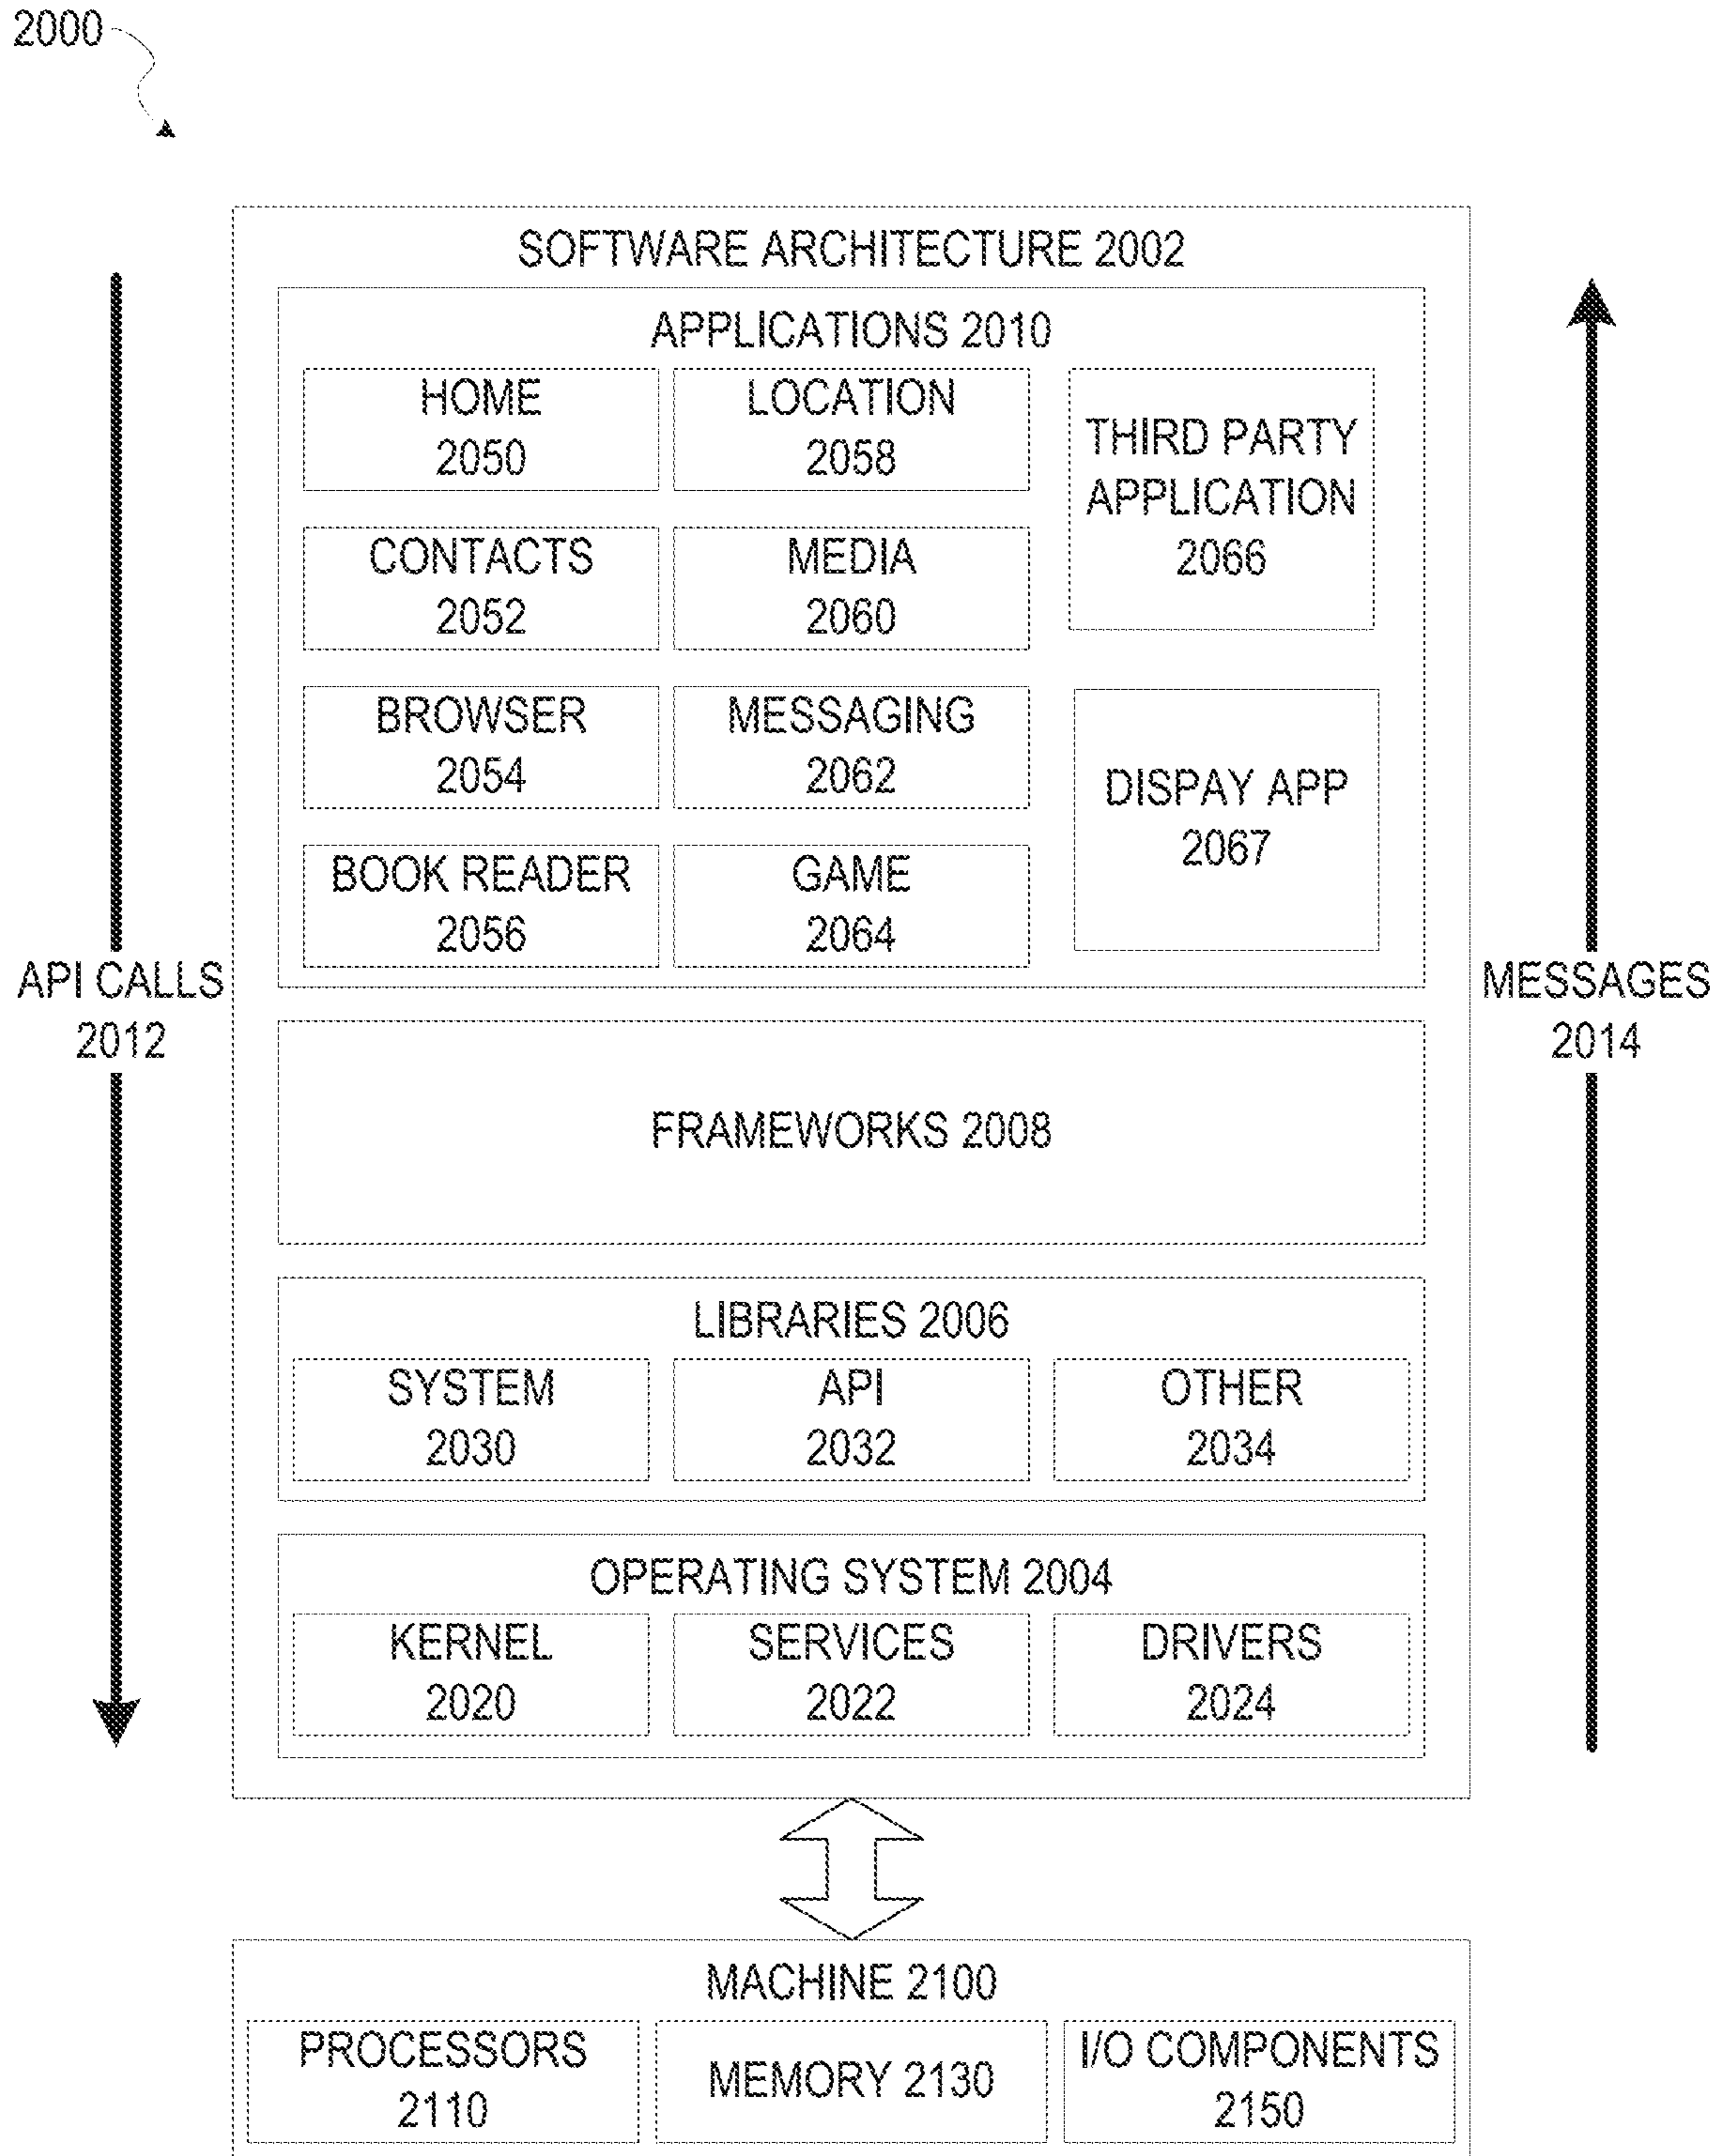 2000
SOFTWARE ARCHITECTURE 2002
APPLICATIONS 2010
HOME
2050
LOCATION
2058
THIRD PARTY
APPLICATION
2066
CONTACTS
2052
MEDIA
2060
BROWSER
2054
MESSAGING
2062
DISPAY APP
2067
BOOK READER
2056
GAME
2064
API CALLS
2012
MESSAGES
2014
FRAMEWORKS 2008
LIBRARIES 2006
SYSTEM
2030
API
2032
OTHER
2034
OPERATING SYSTEM 2004
KERNEL
2020
SERVICES
2022
DRIVERS
2024
MACHINE 2100
PROCESSORS
2110
MEMORY 2130
I/O COMPONENTS
2150